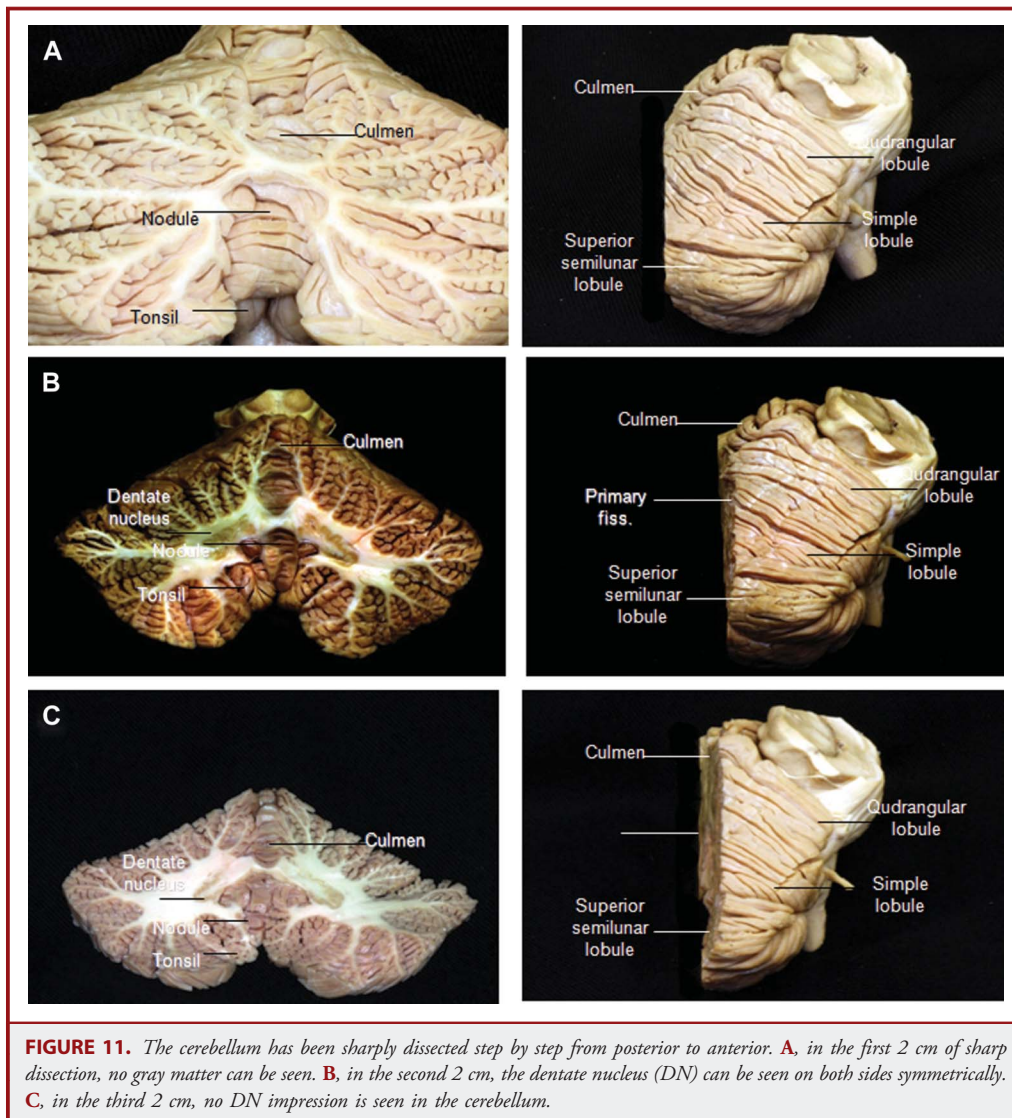 A
Culmen
Nodule
Tonsil
Culmen
Qudrangular
lobule
Simple
lobule
Superior
semilunar
lobule
B
Culmen
Dentate
nucleus
Nodule
Tonsil
Culmen
Qudrangular
lobule
Primary
fiss.
Simple
lobule
Superior
semilunar
lobule
C
Culmen
Dentate
nucleus
Nodule
Tonsil
Culmen
Qudrangular
lobule
Simple
lobule
Superior
semilunar
lobule
FIGURE 11. The cerebellum has been sharply dissected step by step from posterior to anterior. A, in the first 2 cm of sharp
dissection, no gray matter can be seen. B, in the second 2 cm, the dentate nucleus (DN) can be seen on both sides symmetrically.
C, in the third 2 cm, no DN impression is seen in the cerebellum.